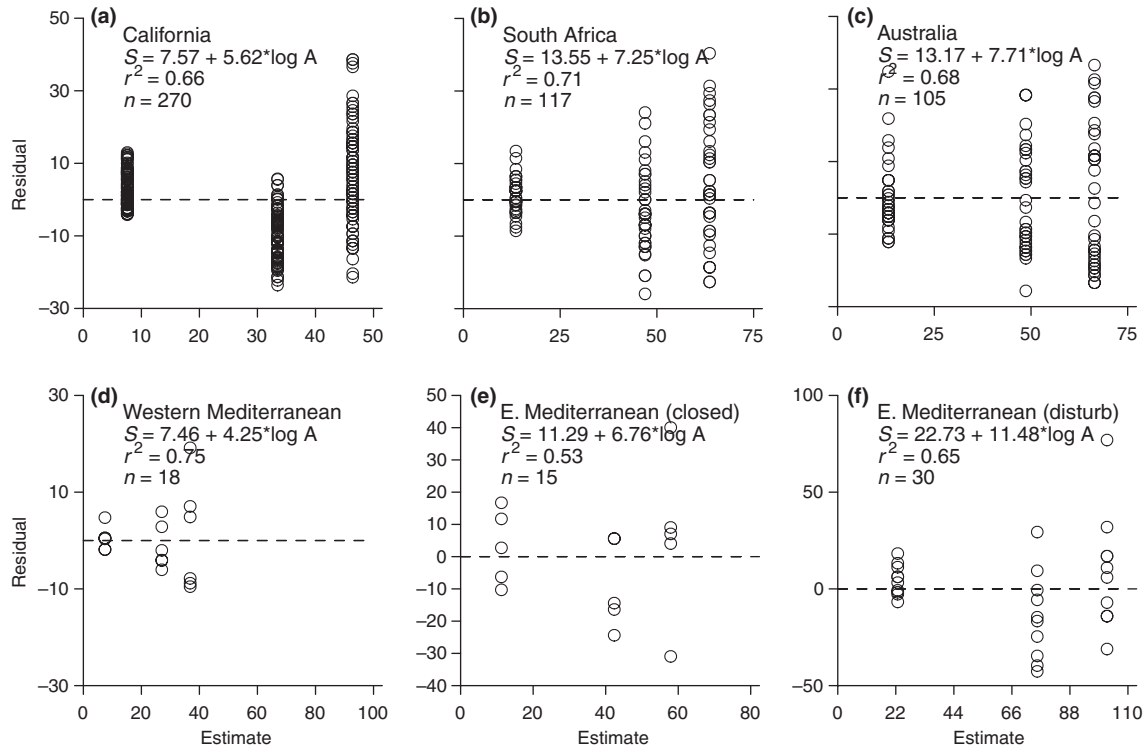 (a)
California
S = 7.57 + 5.62*log A
r² = 0.66
n = 270
50
30
10
−10
−30
Residual
0 10 20 30 40 50
(b)
South Africa
S = 13.55 + 7.25*log A
r² = 0.71
n = 117
0 25 50 75
(c)
Australia
S = 13.17 + 7.71*log A
r² = 0.68
n = 105
0 25 50 75
(d)
Western Mediterranean
S = 7.46 + 4.25*log A
r² = 0.75
n = 18
30
10
−10
−30
Residual
0 20 40 60 80 100
Estimate
(e)
E. Mediterranean (closed)
S = 11.29 + 6.76*log A
r² = 0.53
n = 15
50
40
30
20
10
0
−10
−20
−30
−40
0 20 40 60 80
Estimate
(f)
E. Mediterranean (disturb)
S = 22.73 + 11.48*log A
r² = 0.65
n = 30
100
50
0
−50
0 22 44 66 88 110
Estimate